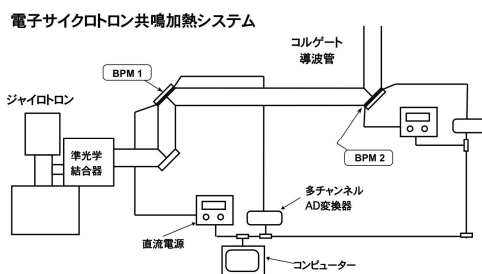 電子サイクロトロン共鳴加熱システム
コルゲート
導波管
BPM 1
ジャイロトロン
準光学
結合器
BPM 2
多チャンネル
AD変換器
直流電源
コンピューター